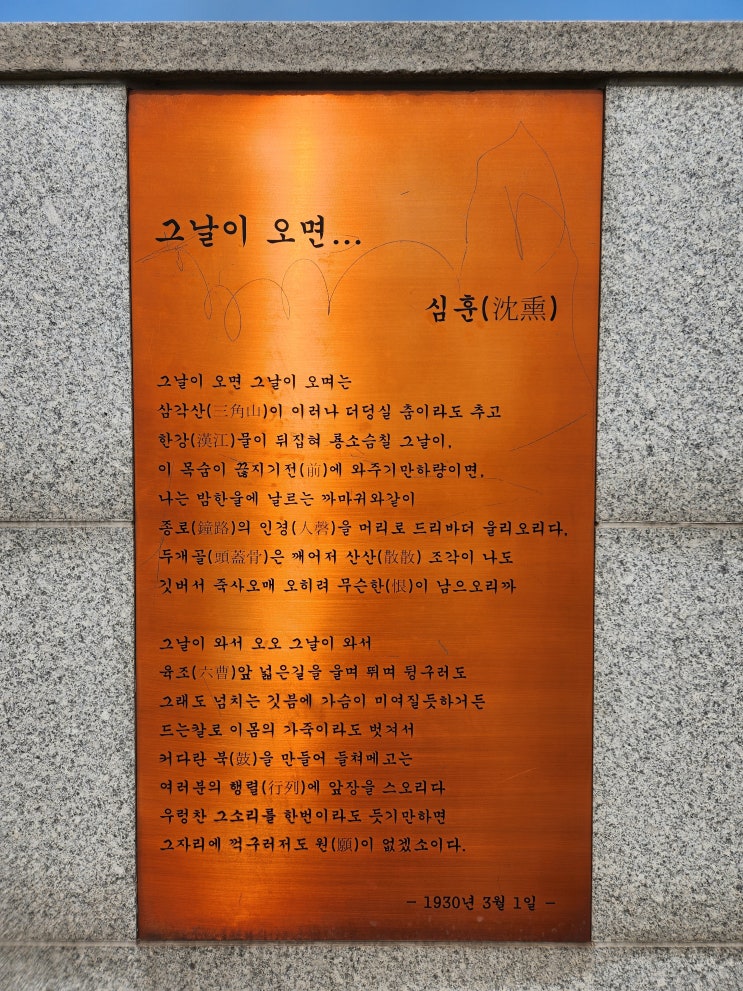 그날이 오면...
심훈(沈熏)
그날이 오면 그날이 오며는
삼각산(三角山)이 이러나 더덩실 춤이라도 추고
한강(漢江)물이 뒤집혀 룡소슴칠 그날이,
이 목숨이 끊지기전(前)에 와주기만하량이면,
나는 밤한울에 날르는 까마귀와같이
종로(鐘路)의 인경(人磬)을 머리로 드리바더 울리오리다.
두개골(頭蓋骨)은 깨어저 산산(散散) 조각이 나도
깃버서 죽사오매 오히려 무슨한(恨)이 남으오리까
그날이 와서 오오 그날이 와서
육조(六曹)앞 넓은길을 울며 뛰며 뒹구러도
그래도 넘치는 깃븜에 가슴이 미여질듯하거든
드는칼로 이몸의 가죽이라도 벗겨서
커다란 북(鼓)을 만들어 들쳐메고는
여러분의 행렬(行列)에 앞장을 스오리다
우렁찬 그소리를 한번이라도 듯기만하면
그자리에 꺽구러저도 원(願)이 없겠소이다.
- 1930년 3월 1일 -